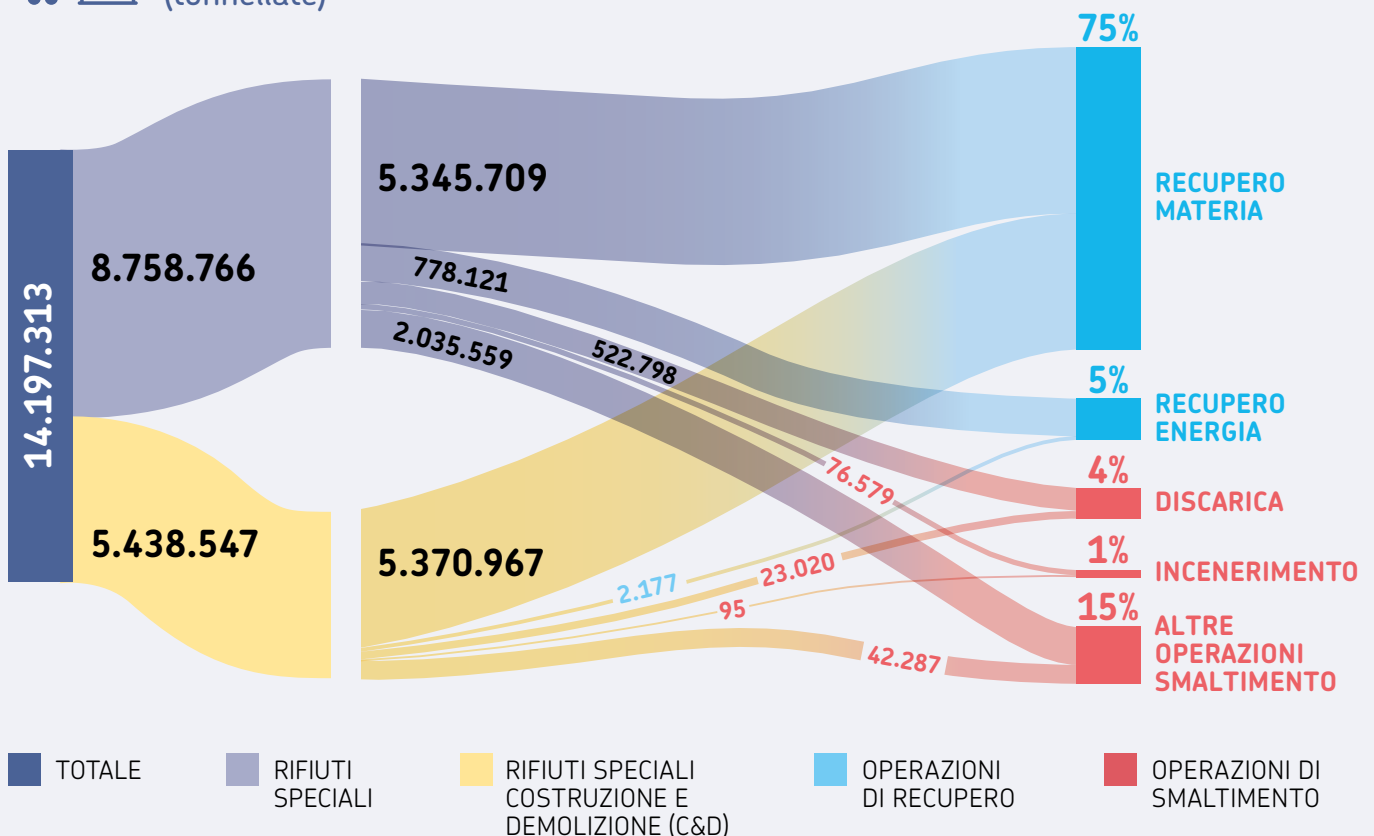 (tonnellate)
14.197.313
8.758.766
5.438.547
5.345.709
778.121
522.798
2.035.559
76.579
5.370.967
2.177
23.020
95
42.287
75%
RECUPERO
MATERIA
5%
RECUPERO
ENERGIA
4%
DISCARICA
1%
INCENERIMENTO
15%
ALTRE
OPERAZIONI
SMALTIMENTO
TOTALE
RIFIUTI
SPECIALI
RIFIUTI SPECIALI
COSTRUZIONE E
DEMOLIZIONE (C&D)
OPERAZIONI
DI RECUPERO
OPERAZIONI DI
SMALTIMENTO